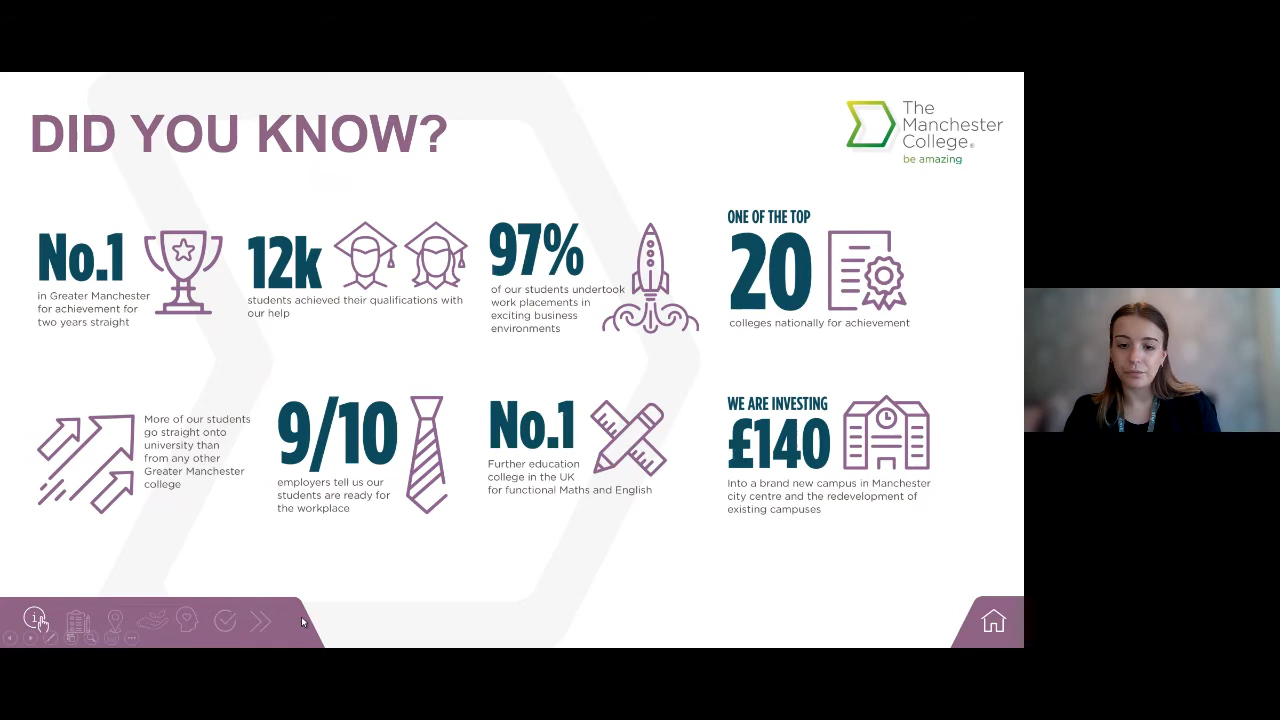 DID YOU KNOW?
The
Manchester
College®
be amazing
No.1
in Greater Manchester
for achievement for
two years straight
12k
students achieved their qualifications with
our help
97%
of our students undertook
work placements in
exciting business
environments
ONE OF THE TOP
20
colleges nationally for achievement
More of our students
go straight onto
university than
from any other
Greater Manchester
college
9/10
employers tell us our
students are ready for
the workplace
No.1
Further education
college in the UK
for functional Maths and English
WE ARE INVESTING
£140
Into a brand new campus in Manchester
city centre and the redevelopment of
existing campuses